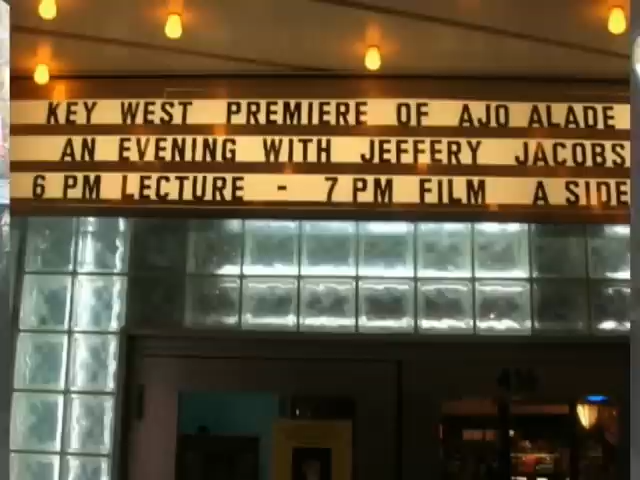 KEY WEST PREMIERE OF AJO ALADE
AN EVENING WITH JEFFERY JACOBS
6 PM LECTURE - 7 PM FILM A SIDE